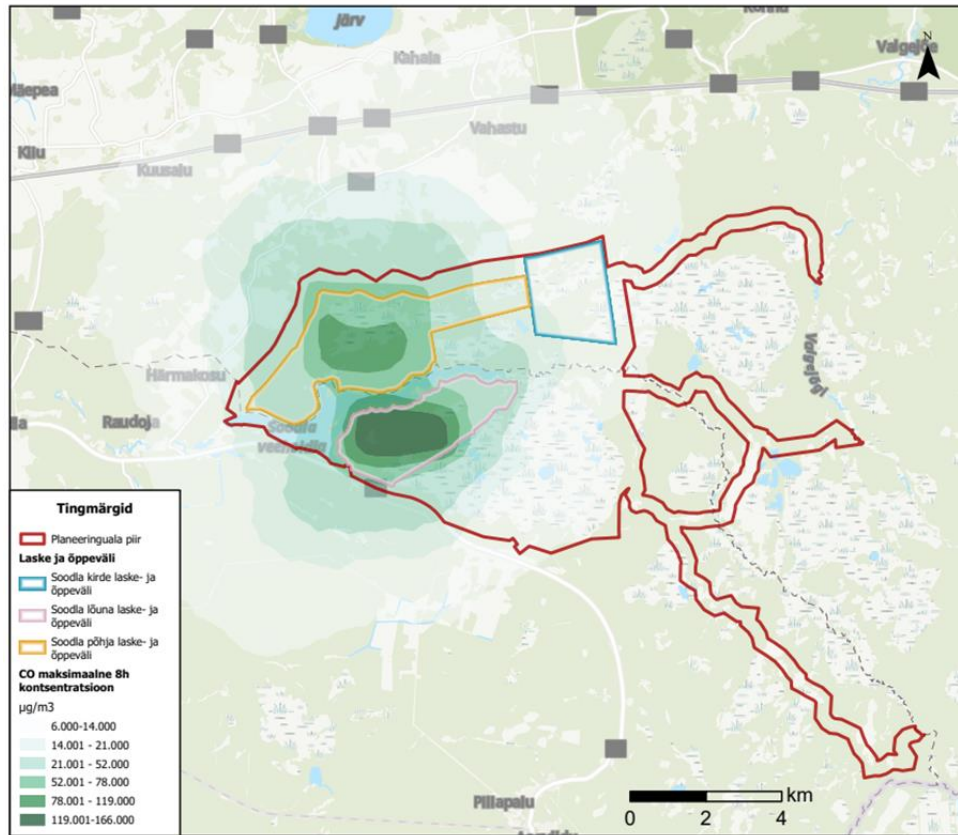 järv
Konnu
Kahala
Valgejõe
N
Mäepea
Vahastu
Kiiu
Kuusalu
Valgejõgi
Härmakosu
Raudoja
Soodla
veehoidla
Tingmärgid
Planeeringuala piir
Laske ja õppeväli
Soodla kirde laske- ja
õppeväli
Soodla lõuna laske- ja
õppeväli
Soodla põhja laske- ja
õppeväli
CO maksimaalne 8h
kontsentratsioon
µg/m3
6.000-14.000
14.001 - 21.000
21.001 - 52.000
52.001 - 78.000
78.001 - 119.000
119.001-166.000
Pillapalu
km
0 2 4